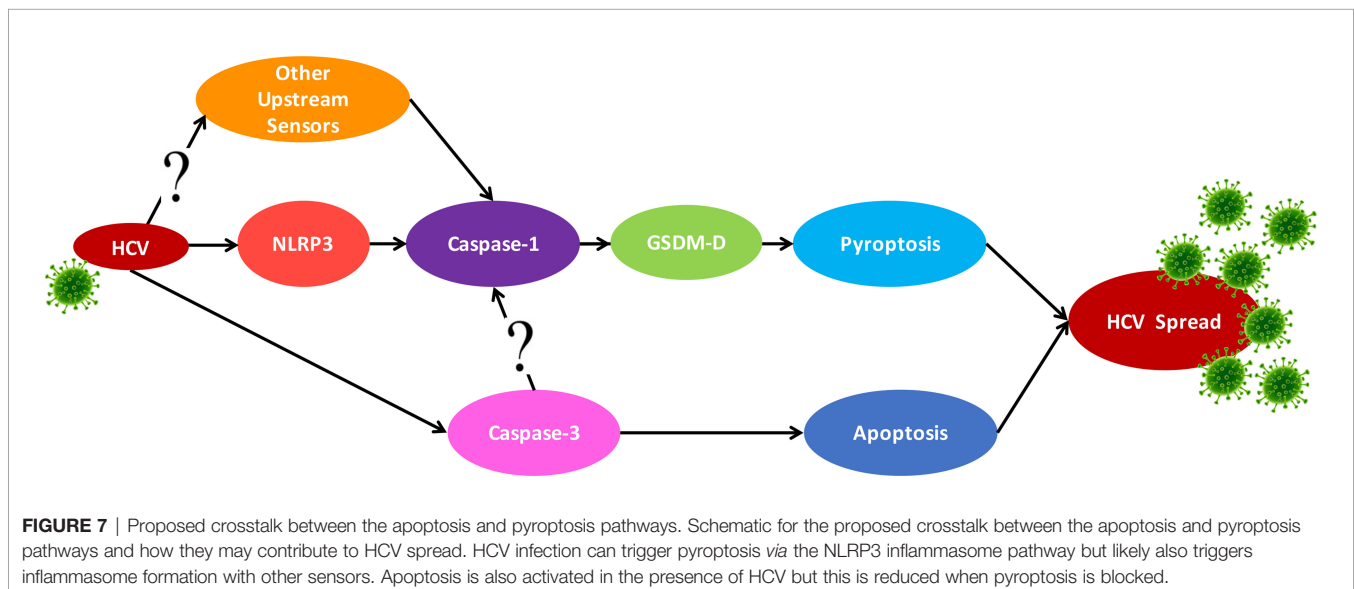 Other
Upstream
Sensors
?
HCV
NLRP3
Caspase-1
GSDM-D
Pyroptosis
HCV Spread
?
Caspase-3
Apoptosis
FIGURE 7 | Proposed crosstalk between the apoptosis and pyroptosis pathways. Schematic for the proposed crosstalk between the apoptosis and pyroptosis
pathways and how they may contribute to HCV spread. HCV infection can trigger pyroptosis via the NLRP3 inflammasome pathway but likely also triggers
inflammasome formation with other sensors. Apoptosis is also activated in the presence of HCV but this is reduced when pyroptosis is blocked.